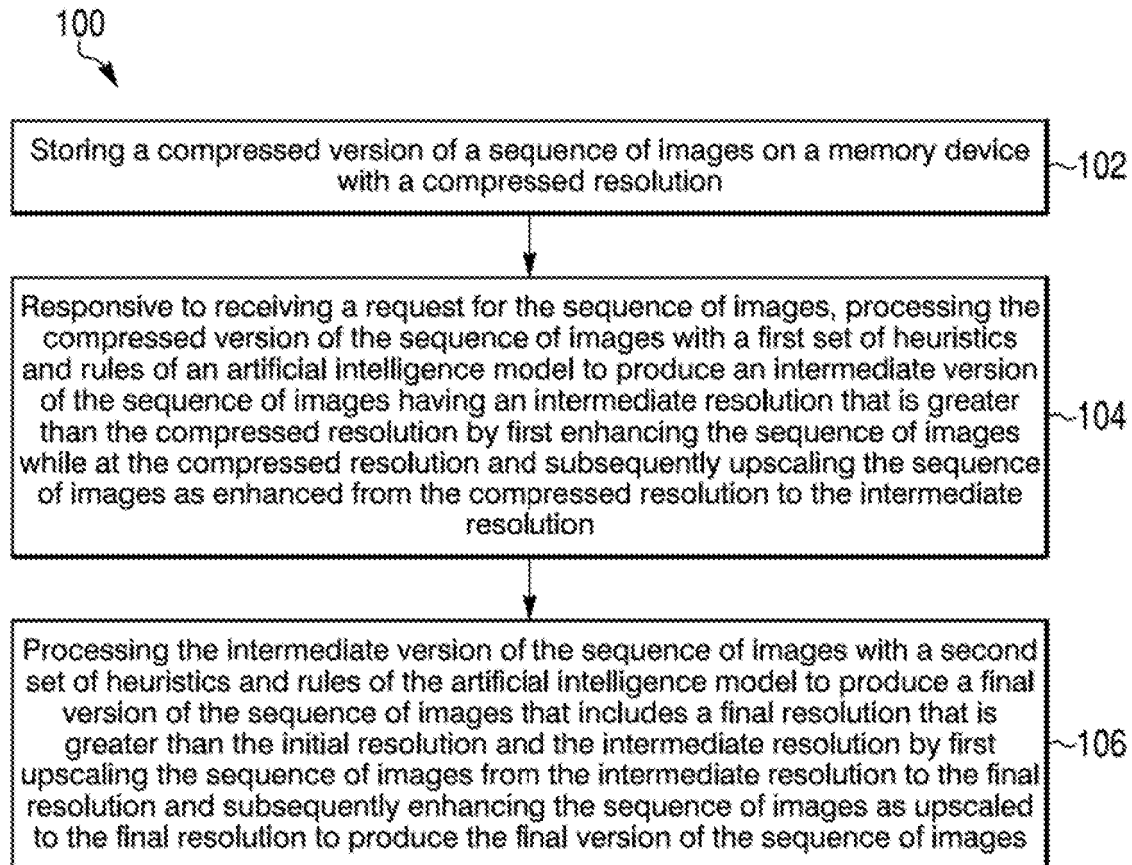 100
Storing a compressed version of a sequence of images on a memory device
with a compressed resolution
102
Responsive to receiving a request for the sequence of images, processing the
compressed version of the sequence of images with a first set of heuristics
and rules of an artificial intelligence model to produce an intermediate version
of the sequence of images having an intermediate resolution that is greater
than the compressed resolution by first enhancing the sequence of images
while at the compressed resolution and subsequently upscaling the sequence
of images as enhanced from the compressed resolution to the intermediate
resolution
104
Processing the intermediate version of the sequence of images with a second
set of heuristics and rules of the artificial intelligence model to produce a final
version of the sequence of images that includes a final resolution that is
greater than the initial resolution and the intermediate resolution by first
upscaling the sequence of images from the intermediate resolution to the final
resolution and subsequently enhancing the sequence of images as upscaled
to the final resolution to produce the final version of the sequence of images
106